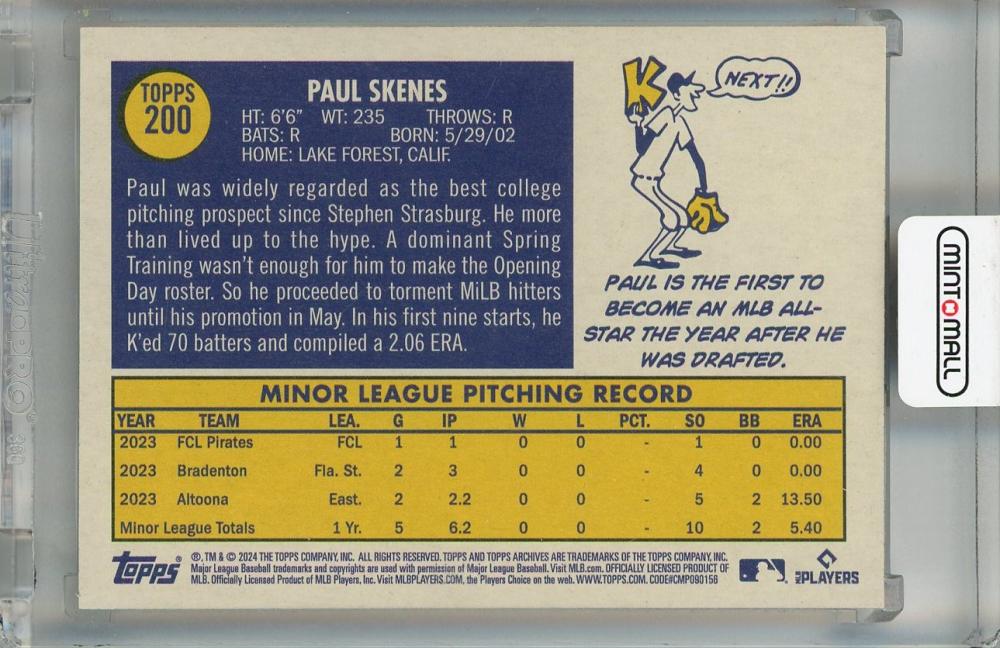 TOPPS
200
PAUL SKENES
HT: 6'6" WT: 235 THROWS: R
BATS: R BORN: 5/29/02
HOME: LAKE FOREST, CALIF.
Paul was widely regarded as the best college
pitching prospect since Stephen Strasburg. He more
than lived up to the hype. A dominant Spring
Training wasn't enough for him to make the Opening
Day roster. So he proceeded to torment MiLB hitters
until his promotion in May. In his first nine starts, he
K'ed 70 batters and compiled a 2.06 ERA.
K
NEXT!!
PAUL IS THE FIRST TO
BECOME AN MLB ALL-
STAR THE YEAR AFTER HE
WAS DRAFTED.
MINT MALL
MINOR LEAGUE PITCHING RECORD
YEAR TEAM LEA. G IP W L PCT. SO BB ERA
2023 FCL Pirates FCL 1 1 0 0 - 1 0 0.00
2023 Bradenton Fla. St. 2 3 0 0 - 4 0 0.00
2023 Altoona East. 2 2.2 0 0 - 5 2 13.50
Minor League Totals 1 Yr. 5 6.2 0 0 - 10 2 5.40
Topps
®, TM & © 2024 THE TOPPS COMPANY, INC. ALL RIGHTS RESERVED. TOPPS AND TOPPS ARCHIVES ARE TRADEMARKS OF THE TOPPS COMPANY, INC.
Major League Baseball trademarks and copyrights are used with permission of Major League Baseball. Visit MLB.com. OFFICIALLY LICENSED PRODUCT OF
MLB. Officially Licensed Product of MLB Players, Inc. Visit MLBPLAYERS.COM, the Players Choice on the web. WWW.TOPPS.COM. CODE#CMP090156
MLB PLAYERS